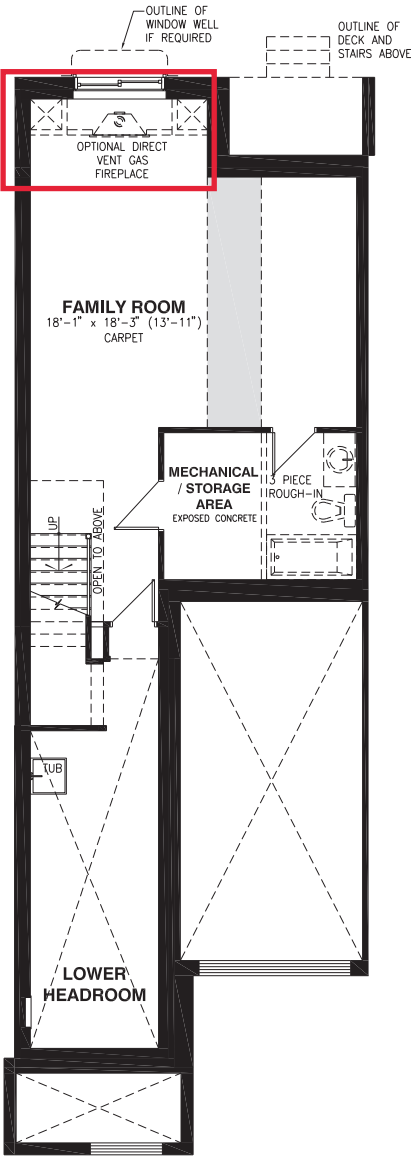 OUTLINE OF
WINDOW WELL
IF REQUIRED
OUTLINE OF
DECK AND
STAIRS ABOVE
OPTIONAL DIRECT
VENT GAS
FIREPLACE
FAMILY ROOM
18'-1" x 18'-3" (13'-11")
CARPET
MECHANICAL
/ STORAGE
AREA
EXPOSED CONCRETE
3 PIECE
ROUGH-IN
UP
OPEN TO ABOVE
TUB
LOWER
HEADROOM